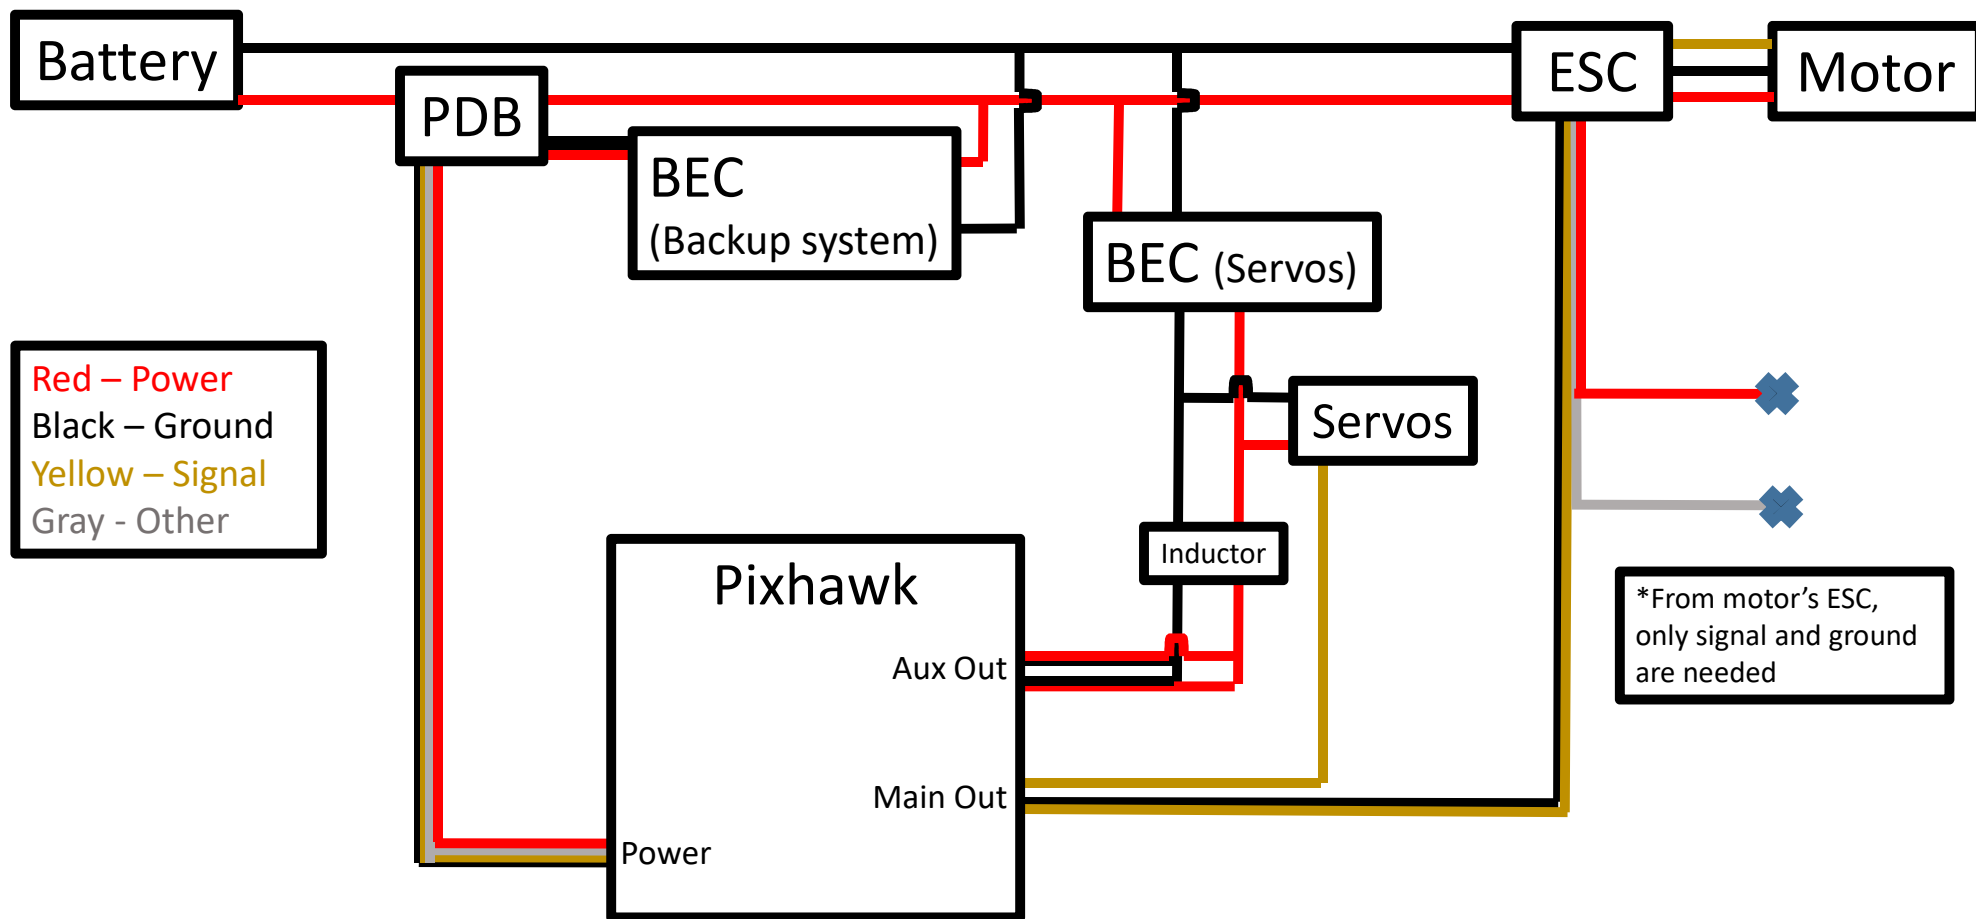 Battery
PDB
ESC
Motor
BEC
(Backup system)
BEC (Servos)
Red – Power
Black – Ground
Yellow – Signal
Gray - Other
Servos
Inductor
Pixhawk
Aux Out
Main Out
Power
*From motor’s ESC,
only signal and ground
are needed